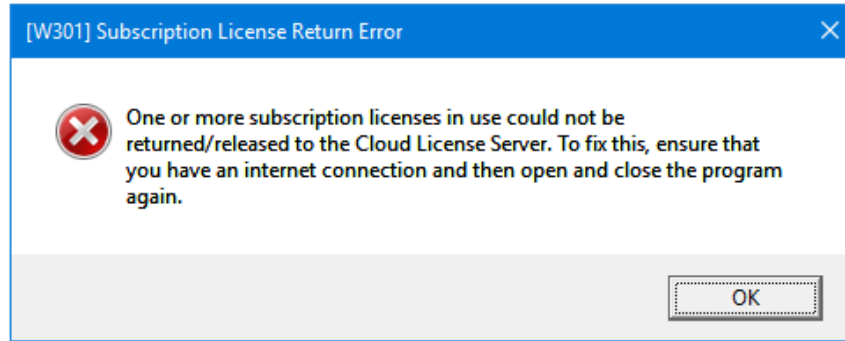 [W301] Subscription License Return Error
One or more subscription licenses in use could not be
returned/released to the Cloud License Server. To fix this, ensure that
you have an internet connection and then open and close the program
again.
OK